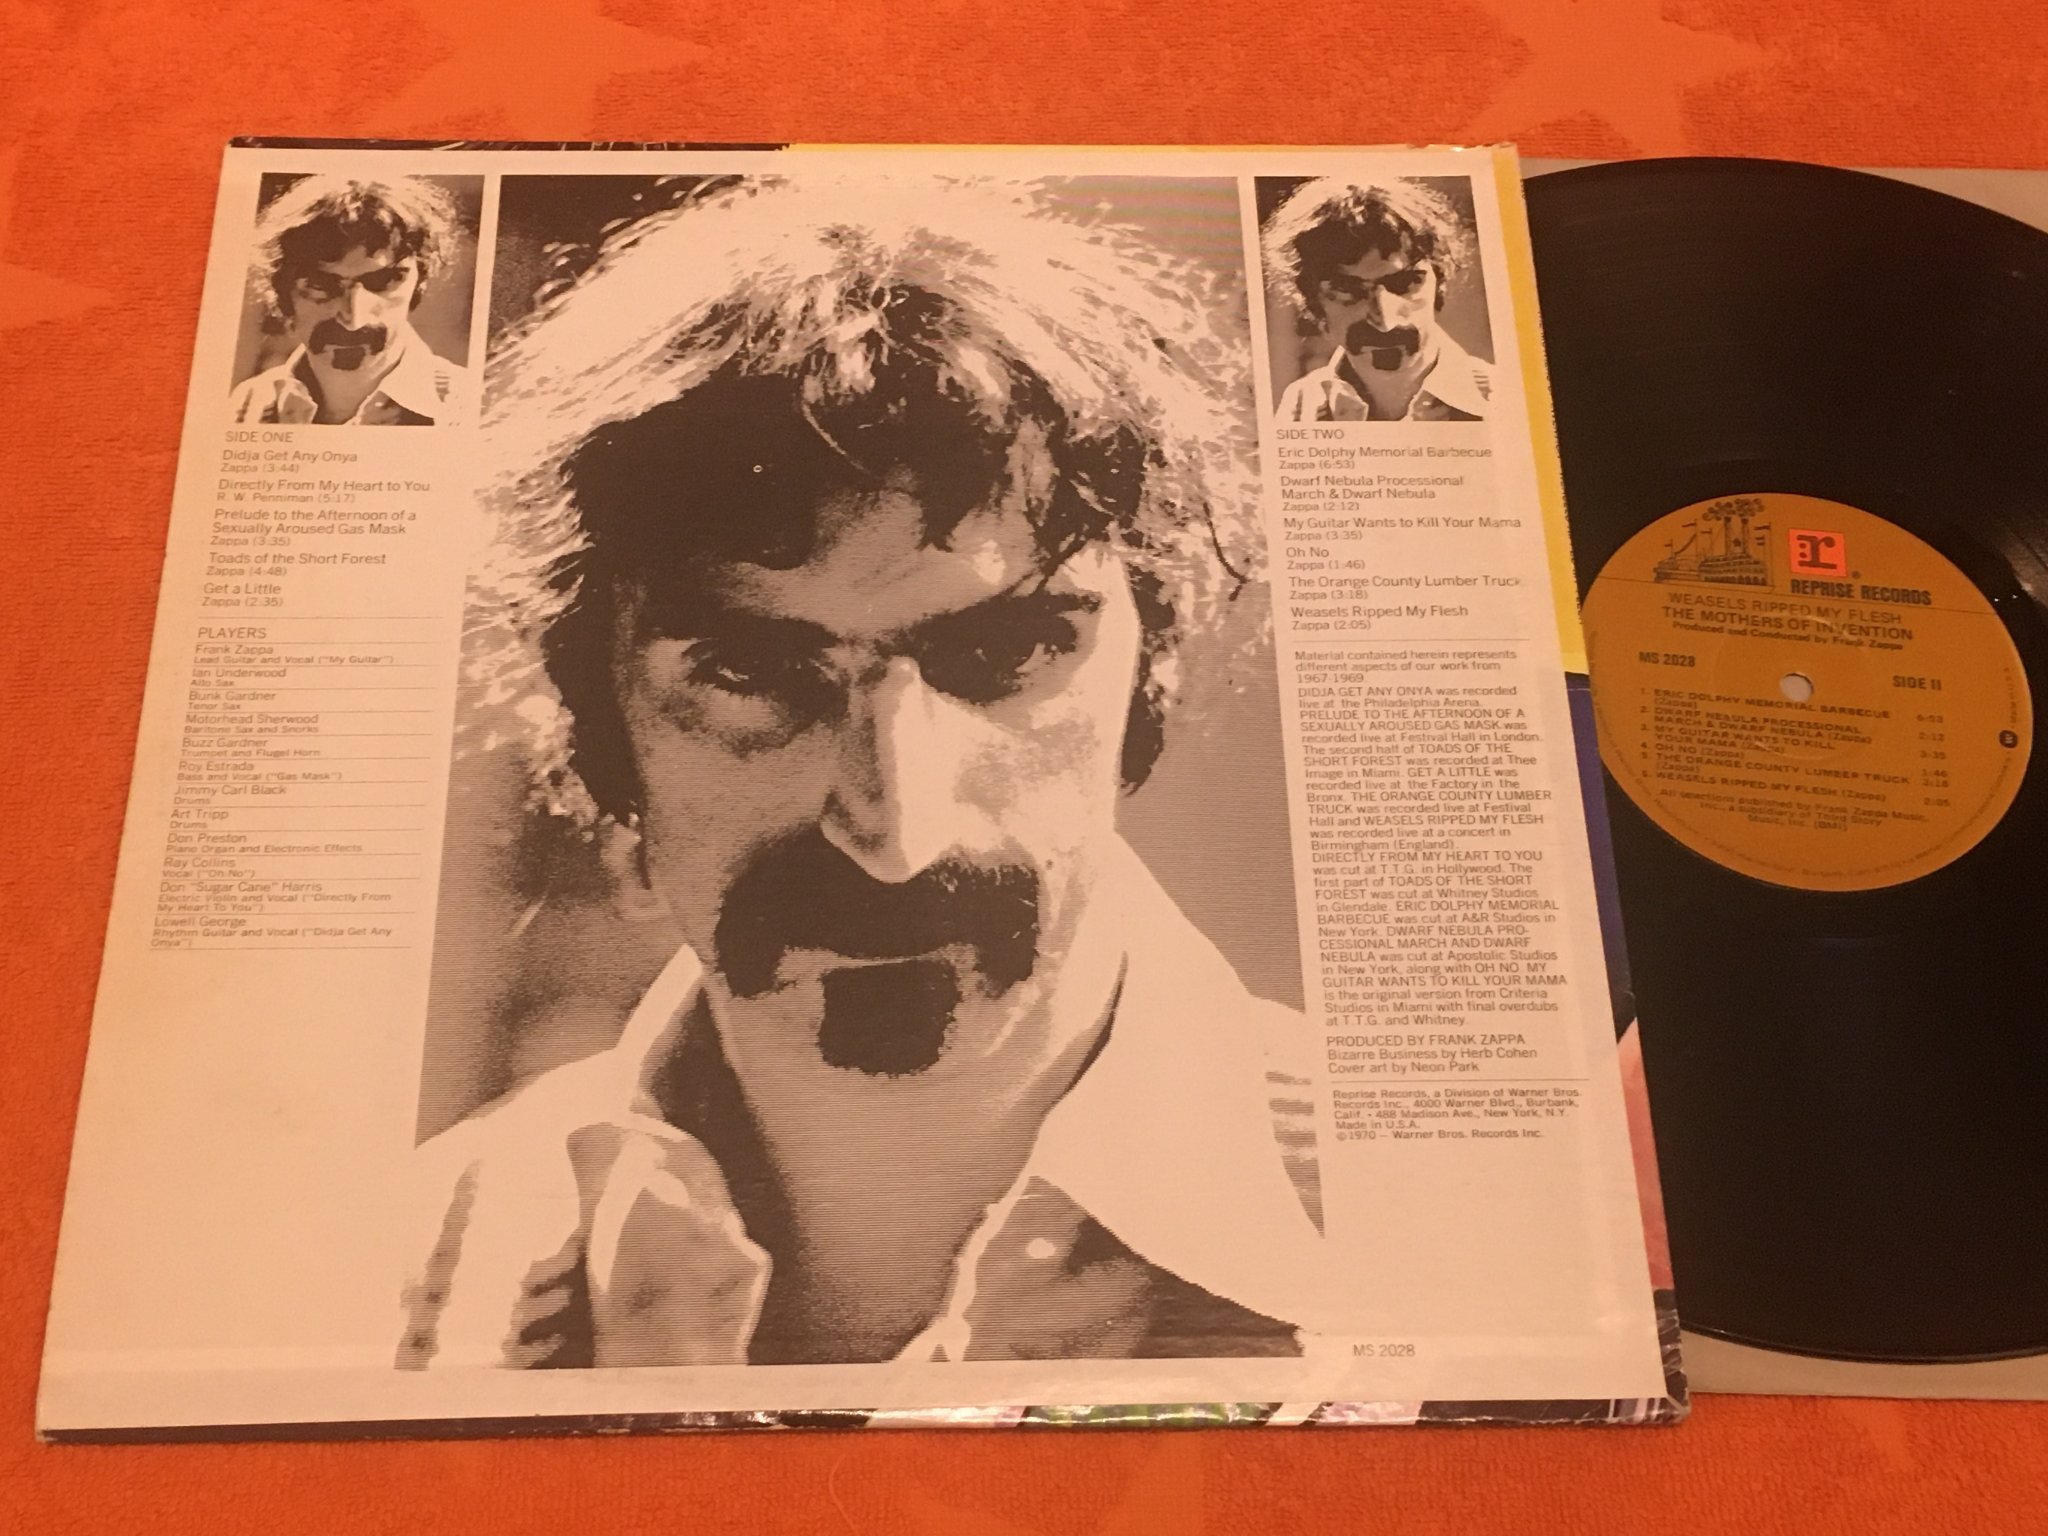 SIDE ONE
Didja Get Any Onya
Zappa (3:44)
Directly From My Heart to You
R. W. Penniman (5:17)
Prelude to the Afternoon of a
Sexually Aroused Gas Mask
Zappa (3:35)
Toads of the Short Forest
Zappa (4:48)
Get a Little
Zappa (2:35)
PLAYERS
Frank Zappa
Lead Guitar and Vocal ("My Guitar")
Ian Underwood
Alto Sax
Bunk Gardner
Tenor Sax
Motorhead Sherwood
Baritone Sax and Snorks
Buzz Gardner
Trumpet and Flugel Horn
Roy Estrada
Bass and Vocal ("Gas Mask")
Jimmy Carl Black
Drums
Art Tripp
Drums
Don Preston
Piano Organ and Electronic Effects
Ray Collins
Vocal ("Oh No")
Don "Sugar Cane" Harris
Electric Violin and Vocal ("Directly From
My Heart To You")
Lowell George
Rhythm Guitar and Vocal ("Didja Get Any
Onya")
SIDE TWO
Eric Dolphy Memorial Barbecue
Zappa (6:53)
Dwarf Nebula Processional
March & Dwarf Nebula
Zappa (2:12)
My Guitar Wants to Kill Your Mama
Zappa (3:35)
Oh No
Zappa (1:46)
The Orange County Lumber Truck
Zappa (3:18)
Weasels Ripped My Flesh
Zappa (2:05)
Material contained herein represents
different aspects of our work from
1967-1969.
DIDJA GET ANY ONYA was recorded
live at the Philadelphia Arena.
PRELUDE TO THE AFTERNOON OF A
SEXUALLY AROUSED GAS MASK was
recorded live at Festival Hall in London.
The second half of TOADS OF THE
SHORT FOREST was recorded at Thee
Image in Miami. GET A LITTLE was
recorded live at the Factory in the
Bronx. THE ORANGE COUNTY LUMBER
TRUCK was recorded live at Festival
Hall and WEASELS RIPPED MY FLESH
was recorded live at a concert in
Birmingham (England).
DIRECTLY FROM MY HEART TO YOU
was cut at T.T.G. in Hollywood. The
first part of TOADS OF THE SHORT
FOREST was cut at Whitney Studios
in Glendale. ERIC DOLPHY MEMORIAL
BARBECUE was cut at A&R Studios in
New York. DWARF NEBULA PRO-
CESSIONAL MARCH AND DWARF
NEBULA was cut at Apostolic Studios
in New York, along with OH NO. MY
GUITAR WANTS TO KILL YOUR MAMA
is the original version from Criteria
Studios in Miami with final overdubs
at T.T.G. and Whitney.
PRODUCED BY FRANK ZAPPA
Bizarre Business by Herb Cohen
Cover art by Neon Park
Reprise Records, a Division of Warner Bros.
Records Inc., 4000 Warner Blvd., Burbank,
Calif. • 488 Madison Ave., New York, N.Y.
Made in U.S.A.
©1970 – Warner Bros. Records Inc.
MS 2028
:r
REPRISE RECORDS®
WEASELS RIPPED MY FLESH
THE MOTHERS OF INVENTION
Produced and Conducted by Frank Zappa
MS 2028
SIDE II
1. ERIC DOLPHY MEMORIAL BARBECUE
(Zappa) 6:53
2. DWARF NEBULA PROCESSIONAL
MARCH & DWARF NEBULA (Zappa) 2:12
3. MY GUITAR WANTS TO KILL
YOUR MAMA (Zappa) 3:35
4. OH NO (Zappa) 1:46
5. THE ORANGE COUNTY LUMBER TRUCK
(Zappa) 3:18
6. WEASELS RIPPED MY FLESH (Zappa) 2:05
All selections published by Frank Zappa Music,
Inc., a subsidiary of Third Story
Music, Inc. (BMI)